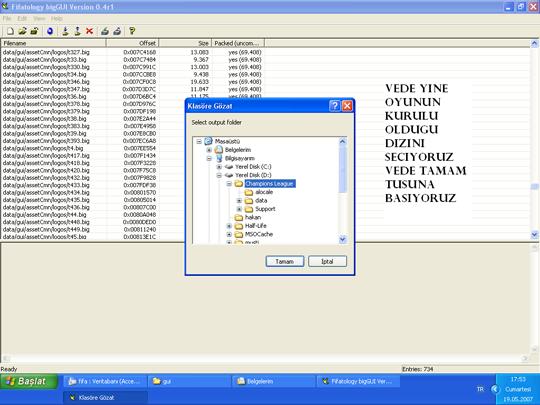 Fifatology bigGUI Version 0.4r1
File Edit View Help
Filename Offset Size Packed (uncom...
data/gui/assetCmn/logos/t327.big 0x007C4168 13.083 yes (69.408)
data/gui/assetCmn/logos/t33.big 0x007C7484 9.367 yes (69.408)
data/gui/assetCmn/logos/t330.big 0x007C991C 13.003 yes (69.408)
data/gui/assetCmn/logos/t34.big 0x007CCBE8 9.438 yes (69.408)
data/gui/assetCmn/logos/t346.big 0x007CF0C8 19.633 yes (69.408)
data/gui/assetCmn/logos/t347.big 0x007D3D7C 11.847 yes (69.408)
data/gui/assetCmn/logos/t36.big 0x007D6BC4 11.175 yes (69.408)
data/gui/assetCmn/logos/t378.big 0x007D976C
data/gui/assetCmn/logos/t379.big 0x007DF198
data/gui/assetCmn/logos/t38.big 0x007E2A44
data/gui/assetCmn/logos/t383.big 0x007E4958
data/gui/assetCmn/logos/t39.big 0x007E8CB0
data/gui/assetCmn/logos/t393.big 0x007EC6A8
data/gui/assetCmn/logos/t4.big 0x007EE554
data/gui/assetCmn/logos/t417.big 0x007F1434
data/gui/assetCmn/logos/t418.big 0x007F3220
data/gui/assetCmn/logos/t420.big 0x007F75C8
data/gui/assetCmn/logos/t432.big 0x007F9828
data/gui/assetCmn/logos/t433.big 0x007FDF38
data/gui/assetCmn/logos/t434.big 0x00801570
data/gui/assetCmn/logos/t435.big 0x00805014
data/gui/assetCmn/logos/t436.big 0x00807C00
data/gui/assetCmn/logos/t44.big 0x0080A048
data/gui/assetCmn/logos/t448.big 0x0080DED0
data/gui/assetCmn/logos/t449.big 0x00811240
data/gui/assetCmn/logos/t45.big 0x00813E1C
Klasöre Gözat
Select output folder
Masaüstü
Belgelerim
Bilgisayarım
Yerel Disk (C:)
Yerel Disk (D:)
Champions League
alocale
data
Support
hakan
Half-Life
MSOCache
musti
Tamam İptal
VEDE YINE
OYUNUN
KURULU
OLDUGU
DIZINI
SECIYORUZ
VEDE TAMAM
TUSUNA
BASIYORUZ
Ready Entries: 734
Başlat fifa : Veritabanı (Acce... gui Belgelerim Fifatology bigGUI Ver...
Klasöre Gözat
TR
17:53
Cumartesi
19.05.2007